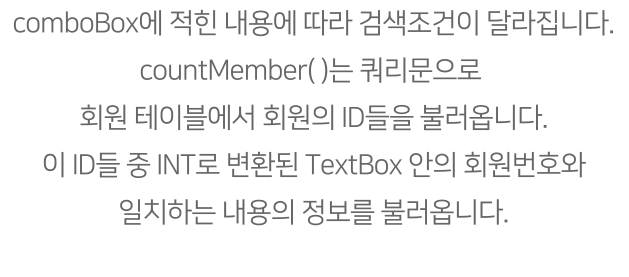 comboBox에 적힌 내용에 따라 검색조건이 달라집니다.
countMember( )는 쿼리문으로
회원 테이블에서 회원의 ID들을 불러옵니다.
이 ID들 중 INT로 변환된 TextBox 안의 회원번호와
일치하는 내용의 정보를 불러옵니다.